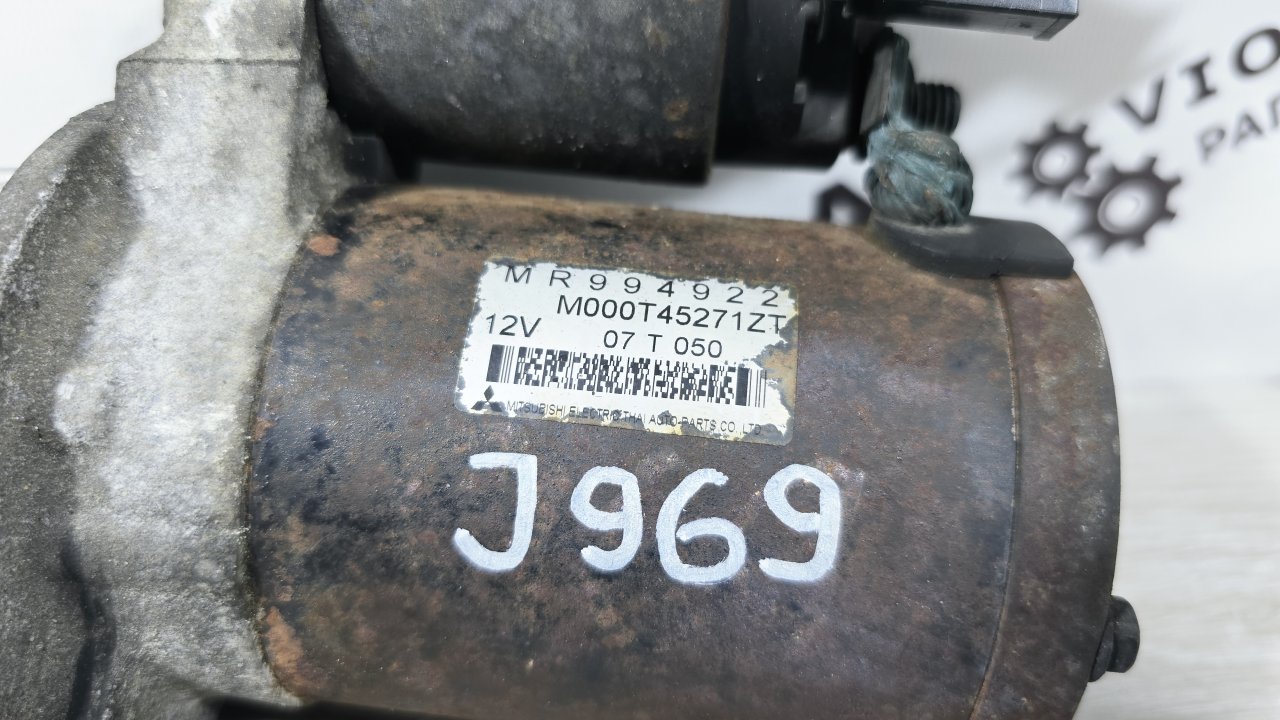 VIO
PAR
MR994922
M000T45271ZT
12V 07 T 050
MITSUBISHI ELECTRIC THAI AUTO-PARTS CO., LTD.
J969